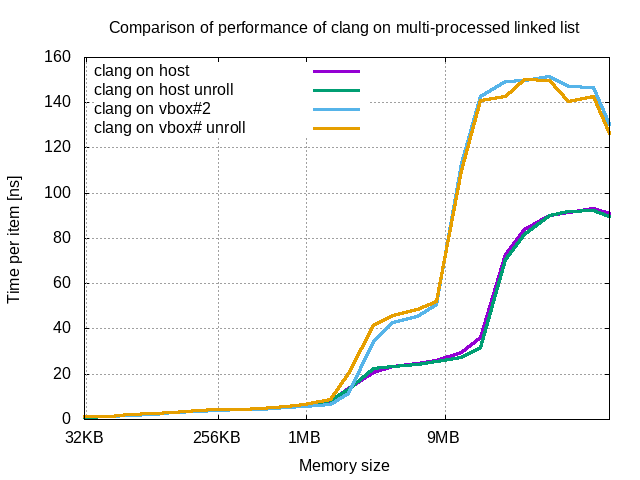 Comparison of performance of clang on multi-processed linked list
160
140
120
100
80
60
40
20
0
Time per item [ns]
clang on host
clang on host unroll
clang on vbox#2
clang on vbox# unroll
32KB 256KB 1MB 9MB
Memory size